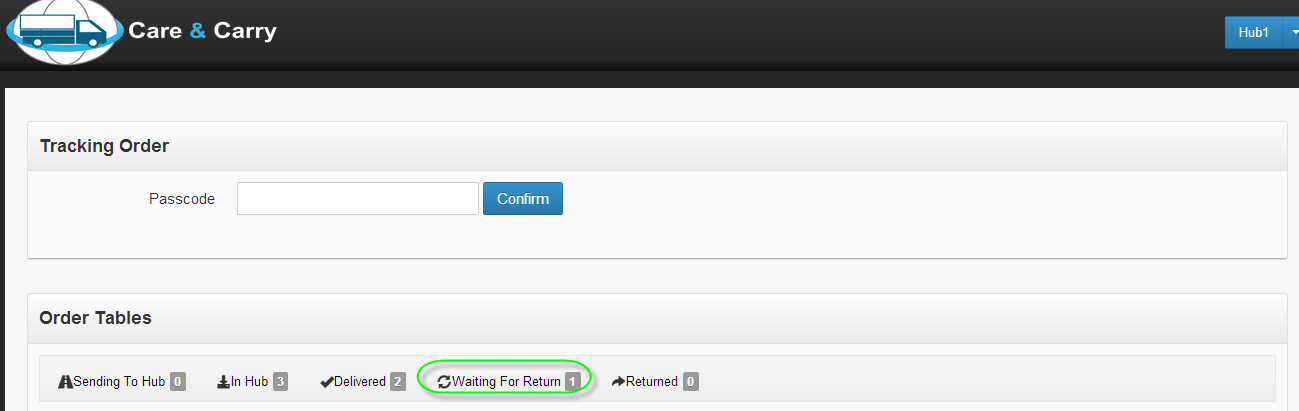 Care & Carry
Hub1
Tracking Order
Passcode
Confirm
Order Tables
Sending To Hub 0 In Hub 3 Delivered 2 Waiting For Return 1 Returned 0